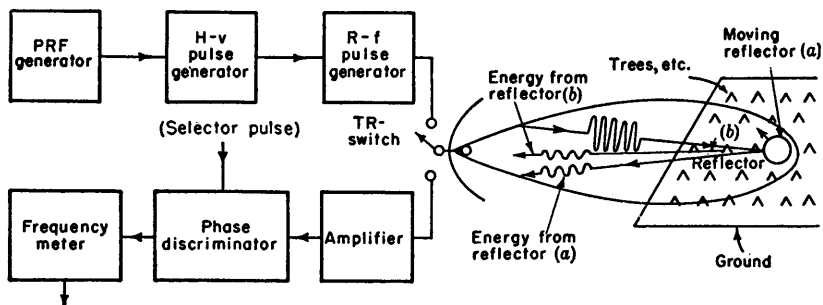 PRF
generator
H-v
pulse
generator
R-f
pulse
generator
Moving
reflector (a)
Trees, etc.
Energy from
reflector (b)
TR-
switch
(b)
Reflector
(Selector pulse)
Frequency
meter
Phase
discriminator
Amplifier
Energy from
reflector (a)
Ground